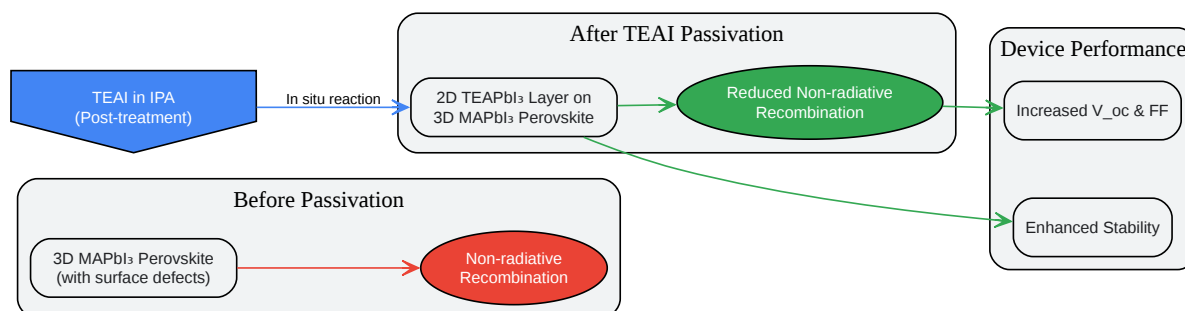 After TEAI Passivation
Device Performance
TEAI in IPA
(Post-treatment)
In situ reaction
2D TEAPbI₃ Layer on
3D MAPbI₃ Perovskite
Reduced Non-radiative
Recombination
Increased V_oc & FF
Before Passivation
3D MAPbI₃ Perovskite
(with surface defects)
Non-radiative
Recombination
Enhanced Stability